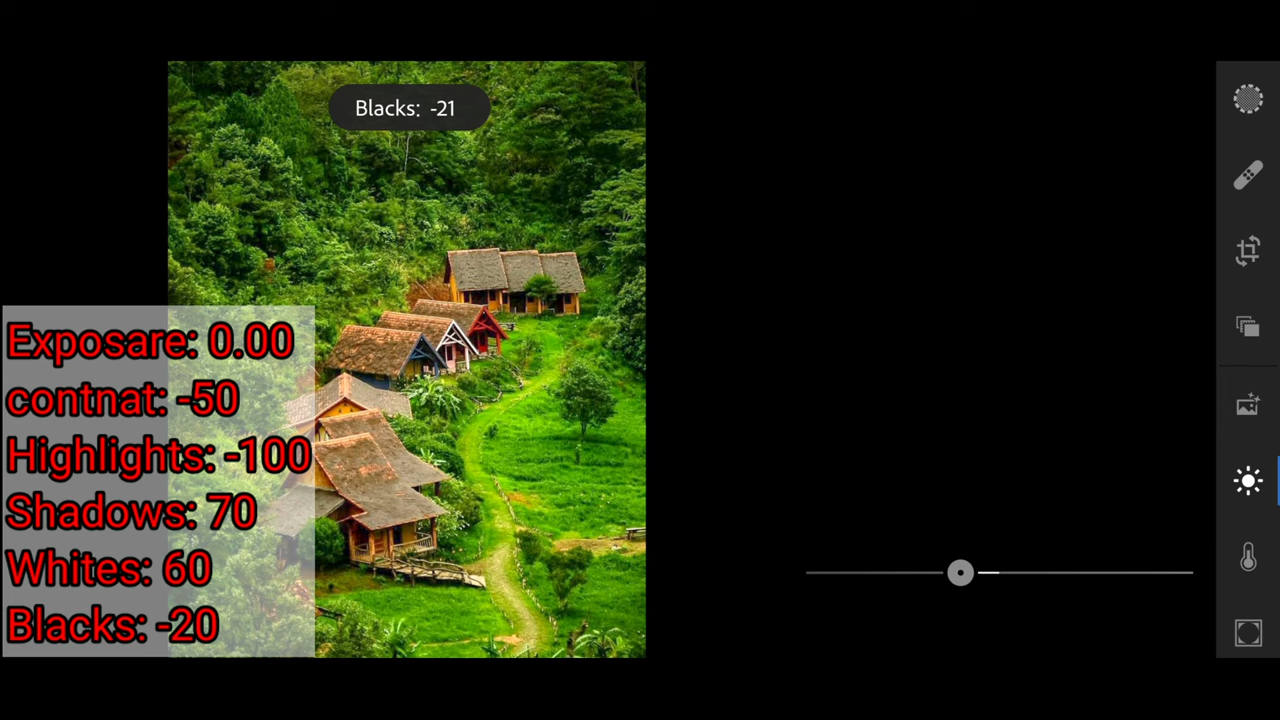 Blacks: -21
Exposare: 0.00
contnat: -50
Highlights: -100
Shadows: 70
Whites: 60
Blacks: -20